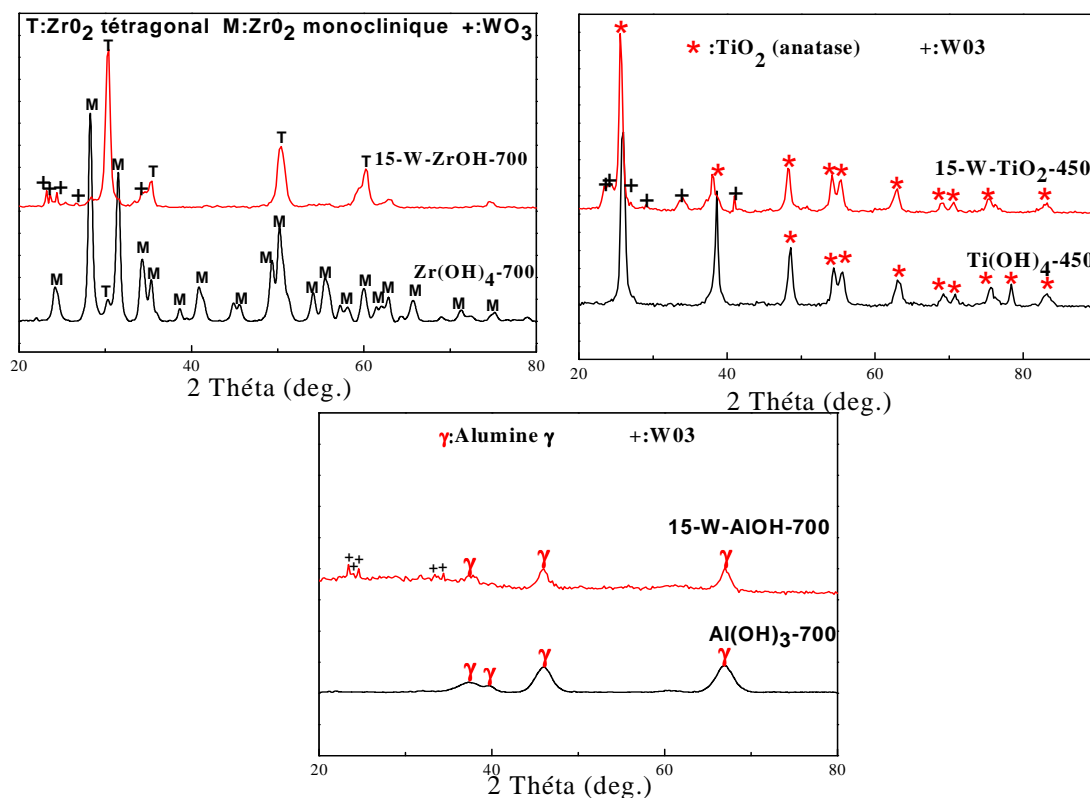 T:Zr0₂ tétragonal M:Zr0₂ monoclinique +:WO₃
T
M
M
+ + + +
+
T
15-W-ZrOH-700
T
T
M
T
M
M
M
M
M
M
Zr(OH)₄-700
M
M
M
M
M
M
M
M
M
20 40 60 80
2 Théta (deg.)
*:TiO₂ (anatase) +:W03
15-W-TiO₂-450
Ti(OH)₄-450
20 40 60 80
2 Théta (deg.)
γ:Alumine γ +:W03
15-W-AlOH-700
+ + + + + γ γ γ
Al(OH)₃-700
γ γ γ γ
20 40 60 80
2 Théta (deg.)